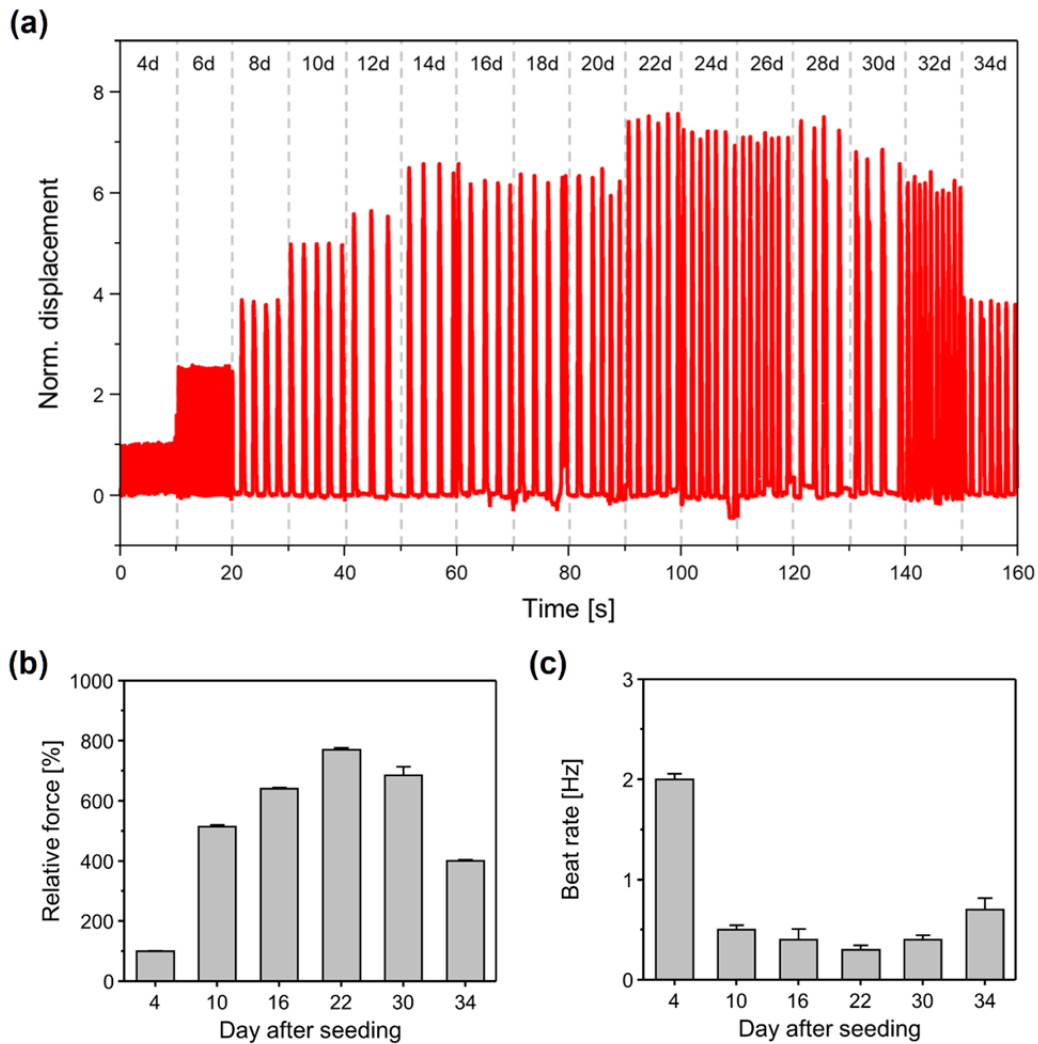 (a)
4d 6d 8d 10d 12d 14d 16d 18d 20d 22d 24d 26d 28d 30d 32d 34d
8
6
4
2
0
Norm. displacement
0 20 40 60 80 100 120 140 160
Time [s]
(b)
1000
800
600
400
200
0
Relative force [%]
4 10 16 22 30 34
Day after seeding
(c)
3
2
1
0
Beat rate [Hz]
4 10 16 22 30 34
Day after seeding